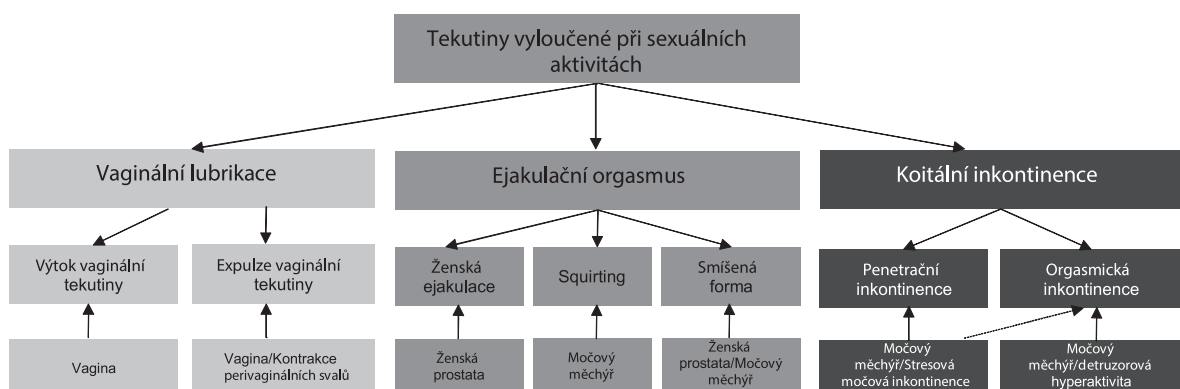 Tekutiny vyloučené při sexuálních
aktivitách
Vaginální lubrikace
Ejakulační orgasmus
Koitální inkontinence
Výtok vaginální
tekutiny
Expulze vaginální
tekutiny
Ženská
ejakulace
Squirting
Smíšená
forma
Penetrační
inkontinence
Orgasmická
inkontinence
Vagina
Vagina/Kontrakce
perivaginálních svalů
Ženská
prostata
Močový
měchýř
Ženská
prostata/Močový
měchýř
Močový
měchýř/Stresová
močová inkontinence
Močový
měchýř/detruzorová
hyperaktivita